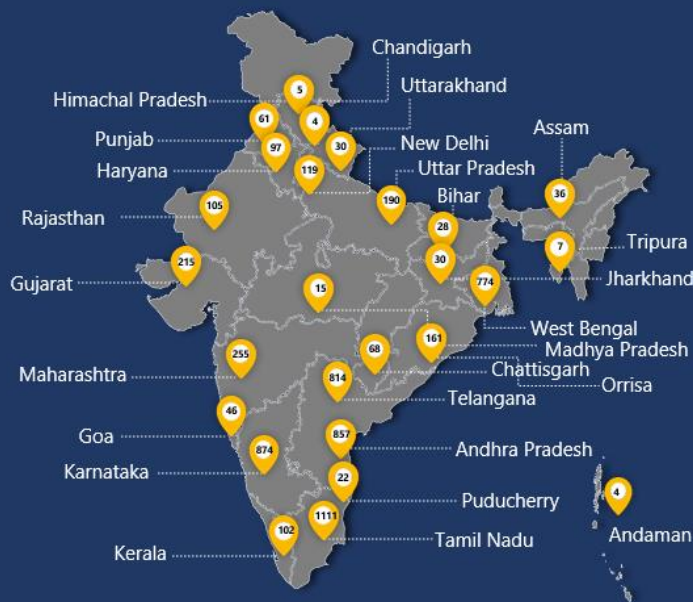 Chandigarh
Himachal Pradesh
5
Uttarakhand
61
4
Punjab
97
30
New Delhi
Assam
Haryana
119
Uttar Pradesh
190
Bihar
36
Rajasthan
105
28
7
Tripura
Gujarat
215
30
774
Jharkhand
15
West Bengal
161
Madhya Pradesh
Maharashtra
255
68
Chattisgarh
Orrisa
814
Telangana
Goa
46
857
Andhra Pradesh
Karnataka
874
22
Puducherry
4
Andaman
1111
Tamil Nadu
Kerala
102